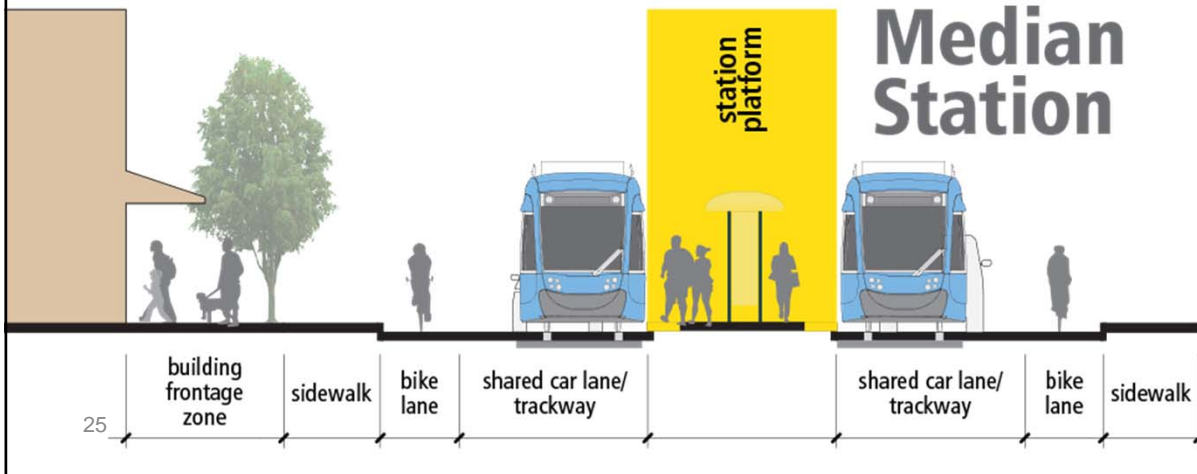 Median
Station
station
platform
building
frontage
zone
sidewalk
bike
lane
shared car lane/
trackway
shared car lane/
trackway
bike
lane
sidewalk
25